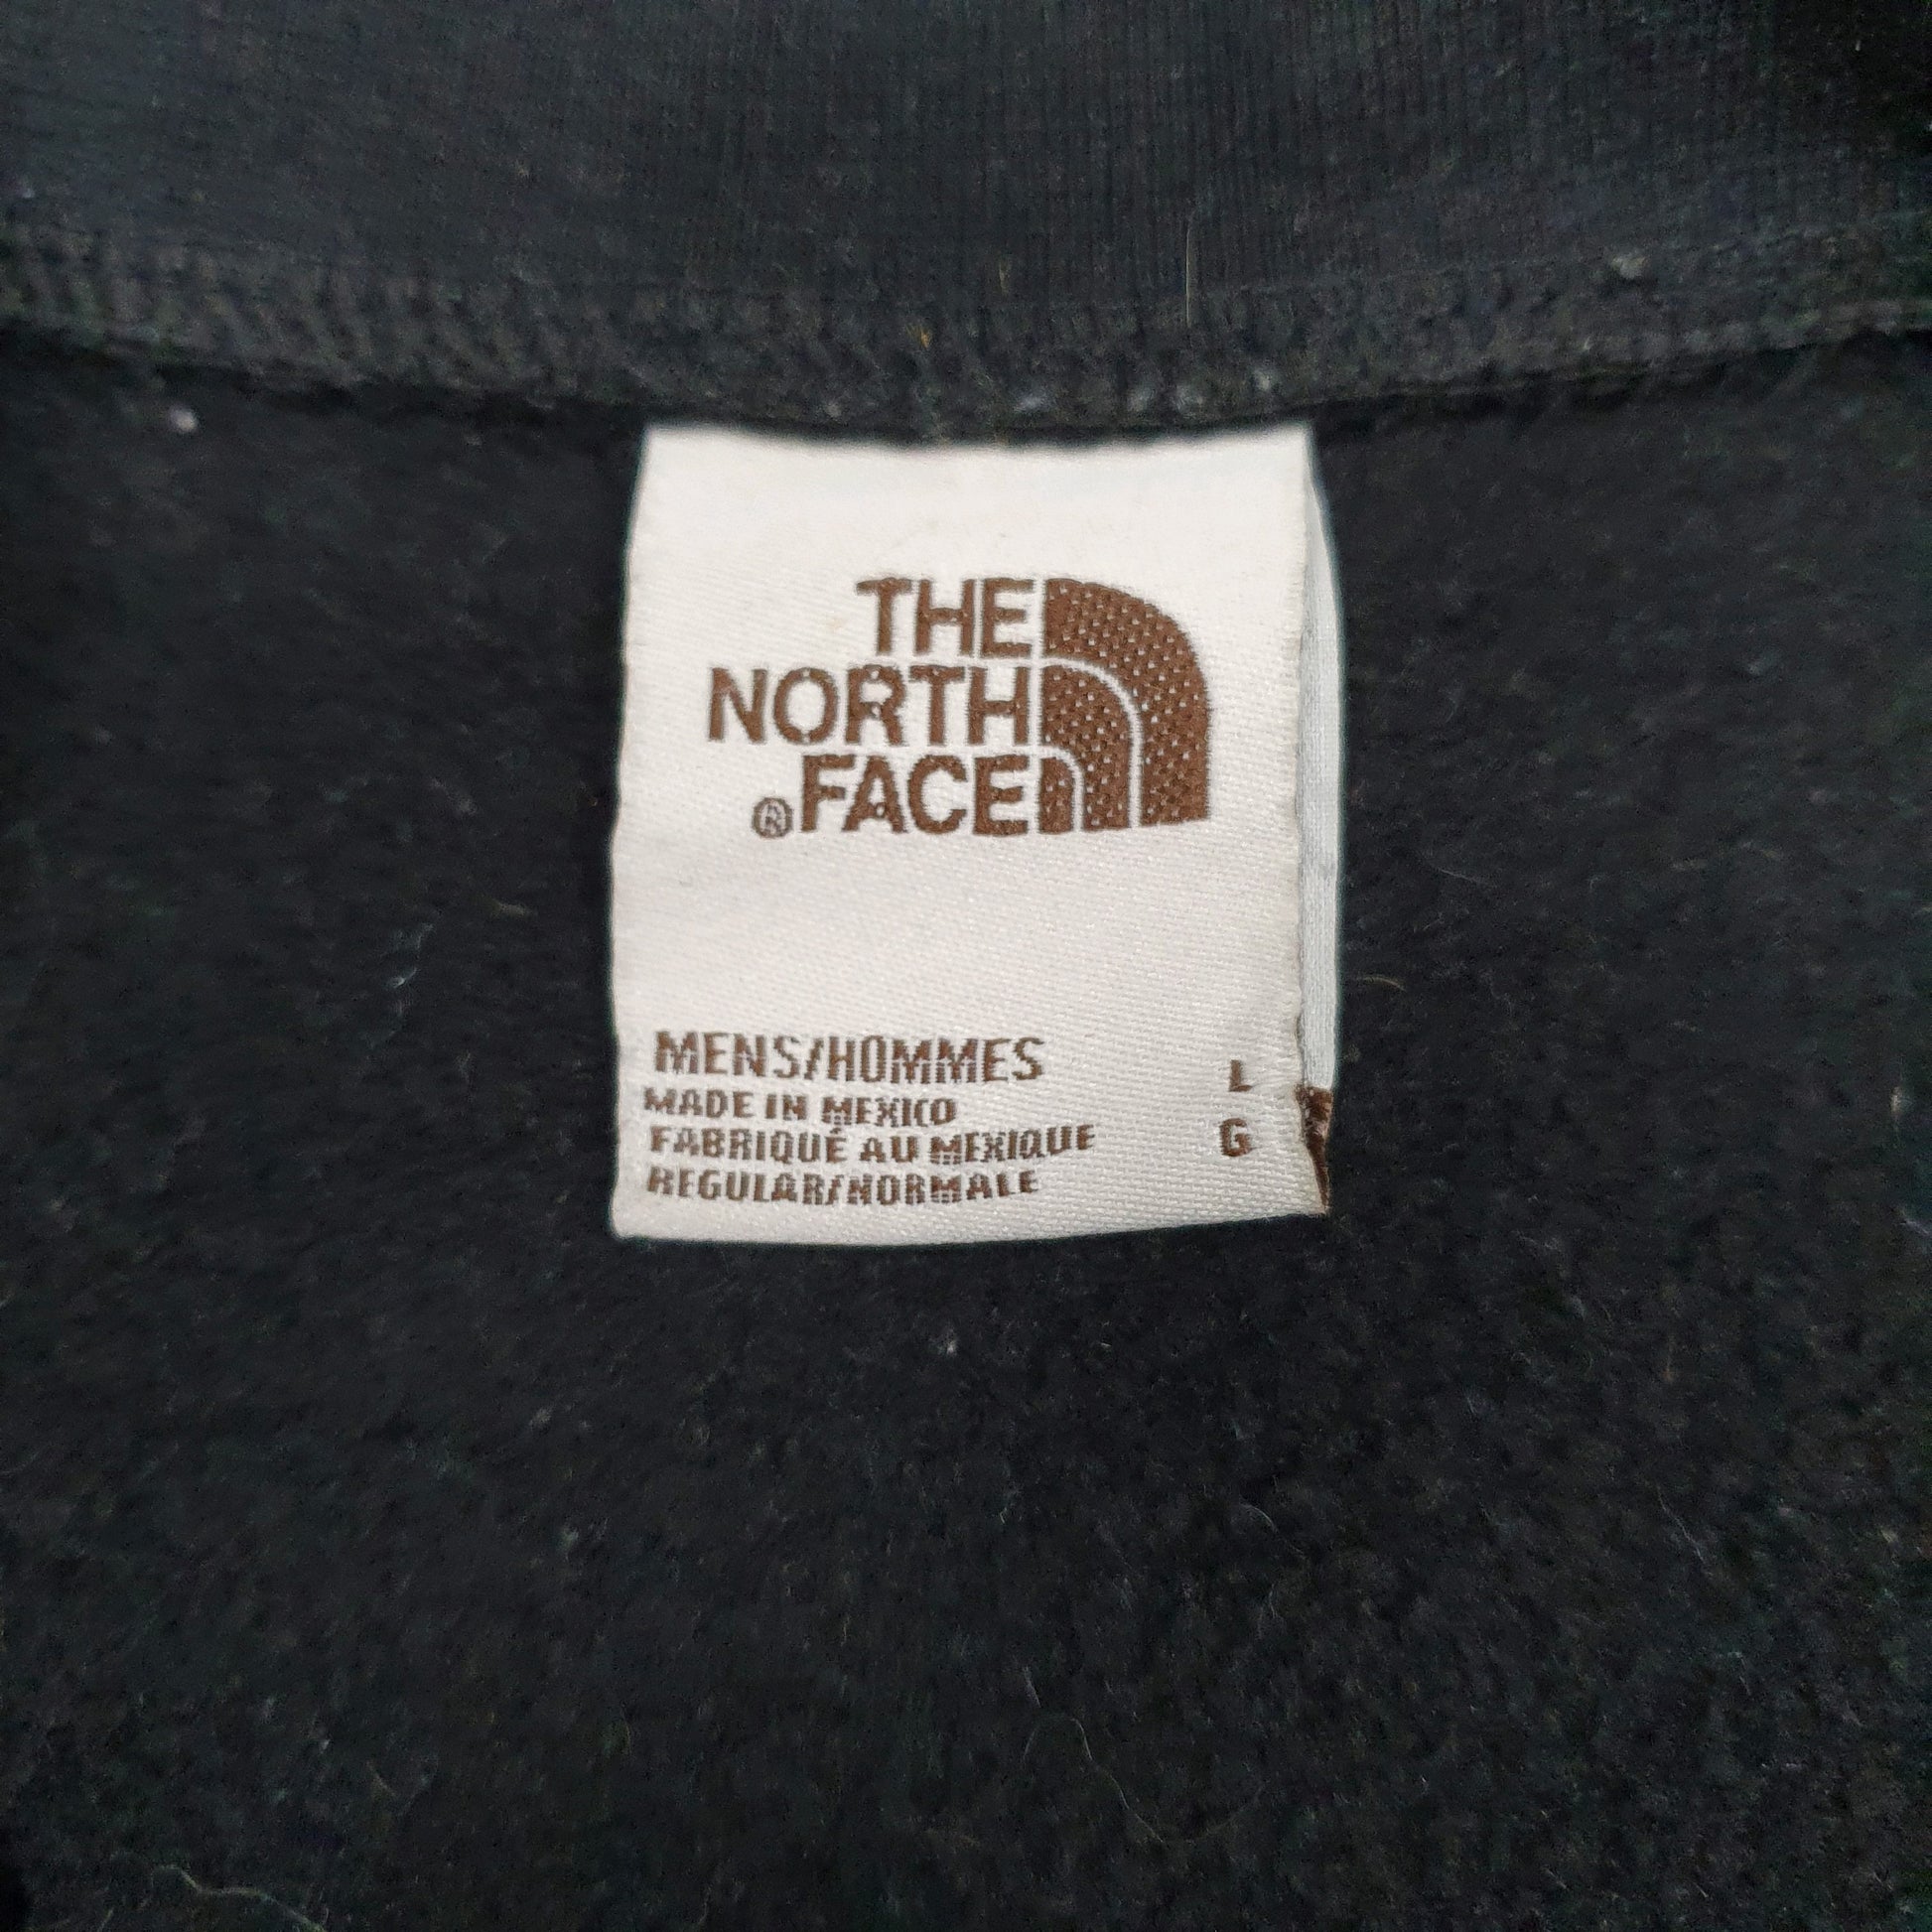 THE
NORTH
® FACE
MENS/HOMMES L
MADE IN MEXICO
FABRIQUÉ AU MEXIQUE G
REGULAR/NORMALE